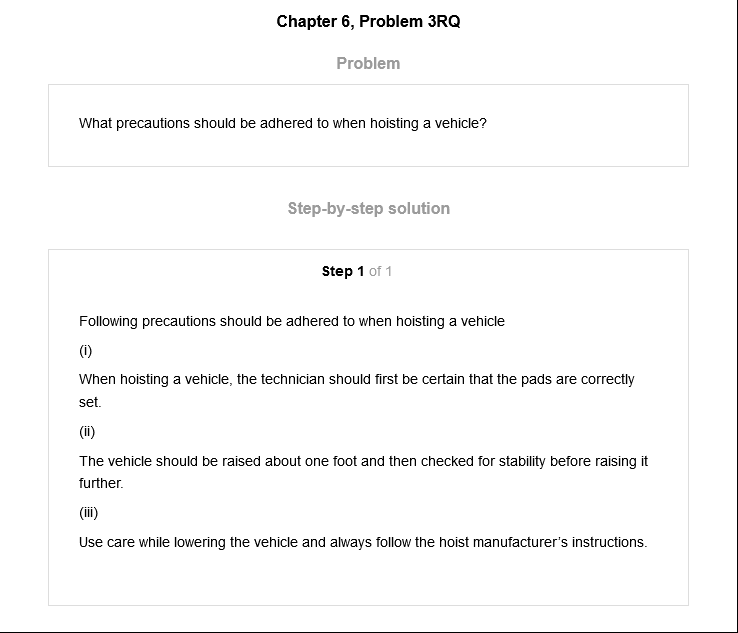 Chapter 6, Problem 3RQ
Problem
What precautions should be adhered to when hoisting a vehicle?
Step-by-step solution
Step 1 of 1
Following precautions should be adhered to when hoisting a vehicle
(i)
When hoisting a vehicle, the technician should first be certain that the pads are correctly
set.
(ii)
The vehicle should be raised about one foot and then checked for stability before raising it
further.
(iii)
Use care while lowering the vehicle and always follow the hoist manufacturer’s instructions.